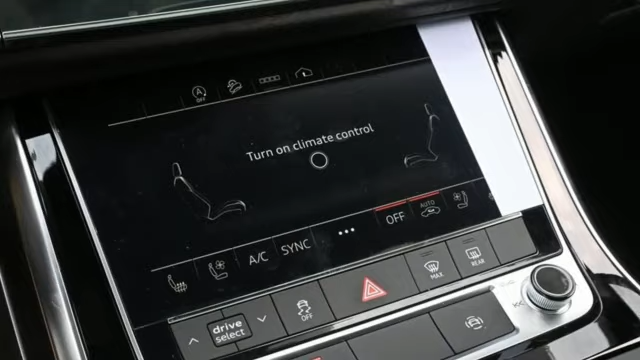 OFF
Turn on climate control
A/C
SYNC
...
OFF
AUTO
drive
select
OFF
MAX
REAR